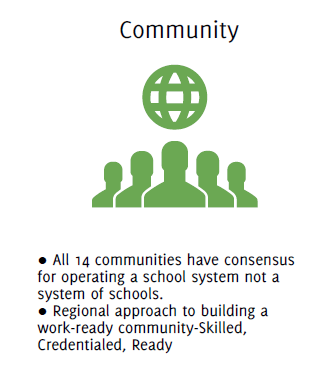 Community
● All 14 communities have consensus
for operating a school system not a
system of schools.
● Regional approach to building a
work-ready community-Skilled,
Credentialed, Ready